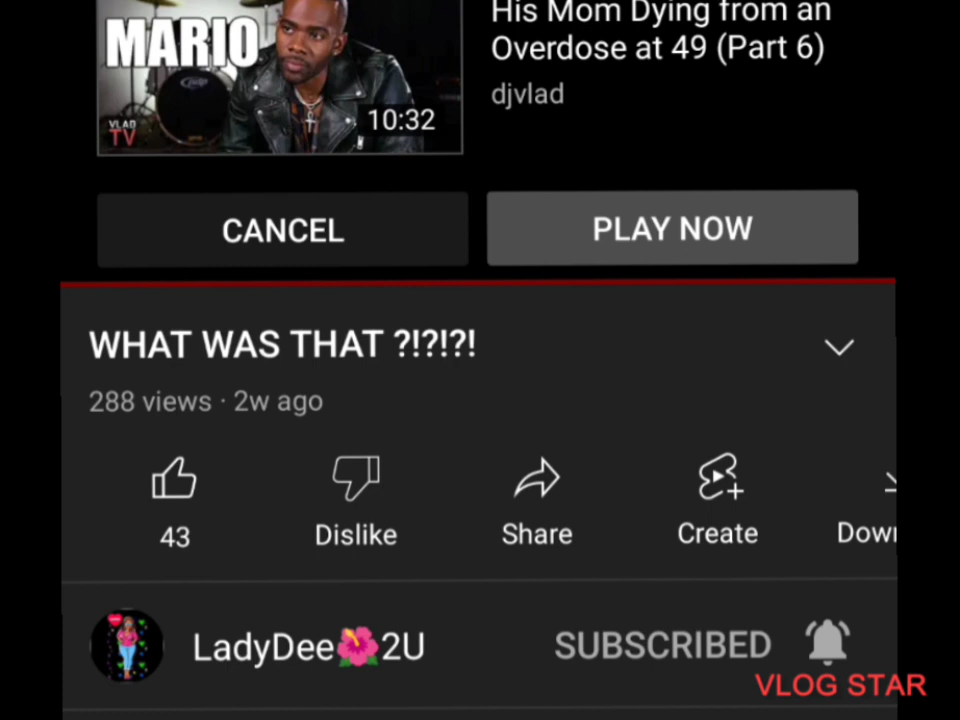 His Mom Dying from an
MARIO
Overdose at 49 (Part 6)
djvlad
VLAD
TV
10:32
CANCEL
PLAY NOW
WHAT WAS THAT ?!?!?!
288 views · 2w ago
43
Dislike
Share
Create
Down
LadyDee🌺2U
SUBSCRIBED
VLOG STAR